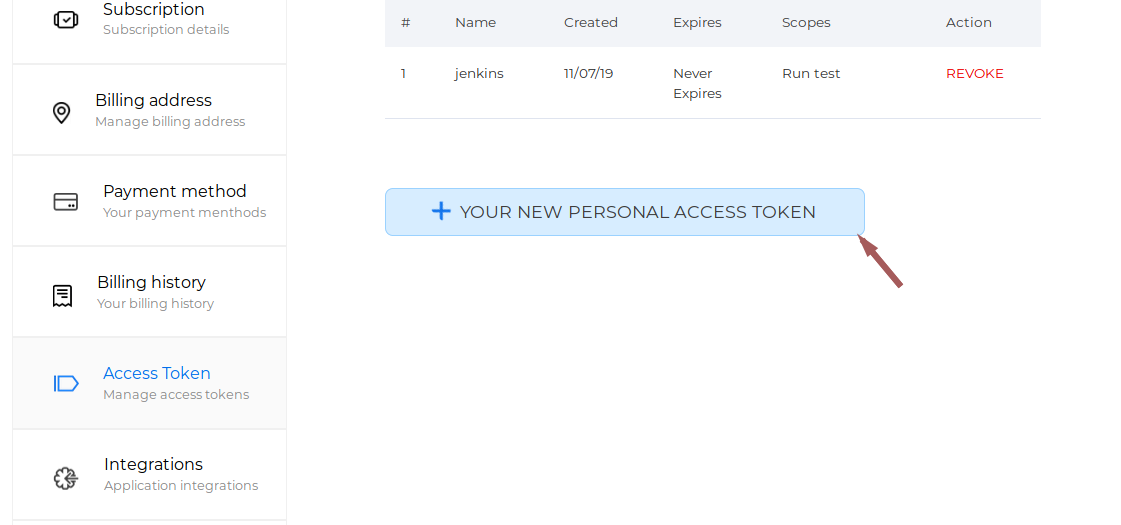 Subscription
Subscription details
Billing address
Manage billing address
Payment method
Your payment menthods
Billing history
Your billing history
Access Token
Manage access tokens
Integrations
Application integrations
# Name Created Expires Scopes Action
1 jenkins 11/07/19 Never Expires Run test REVOKE
+ YOUR NEW PERSONAL ACCESS TOKEN